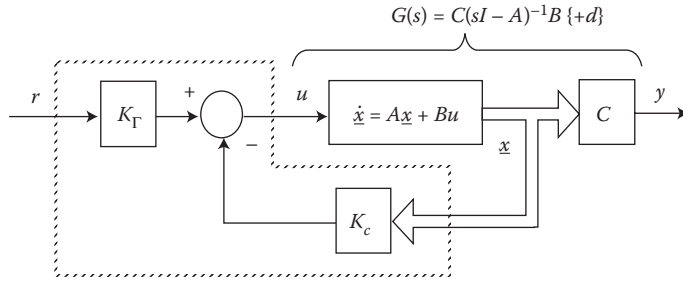 G(s) = C(sI – A)⁻¹B {+d}
r
K_Γ
+
–
u
ẋ = Ax + Bu
x
C
y
K_c